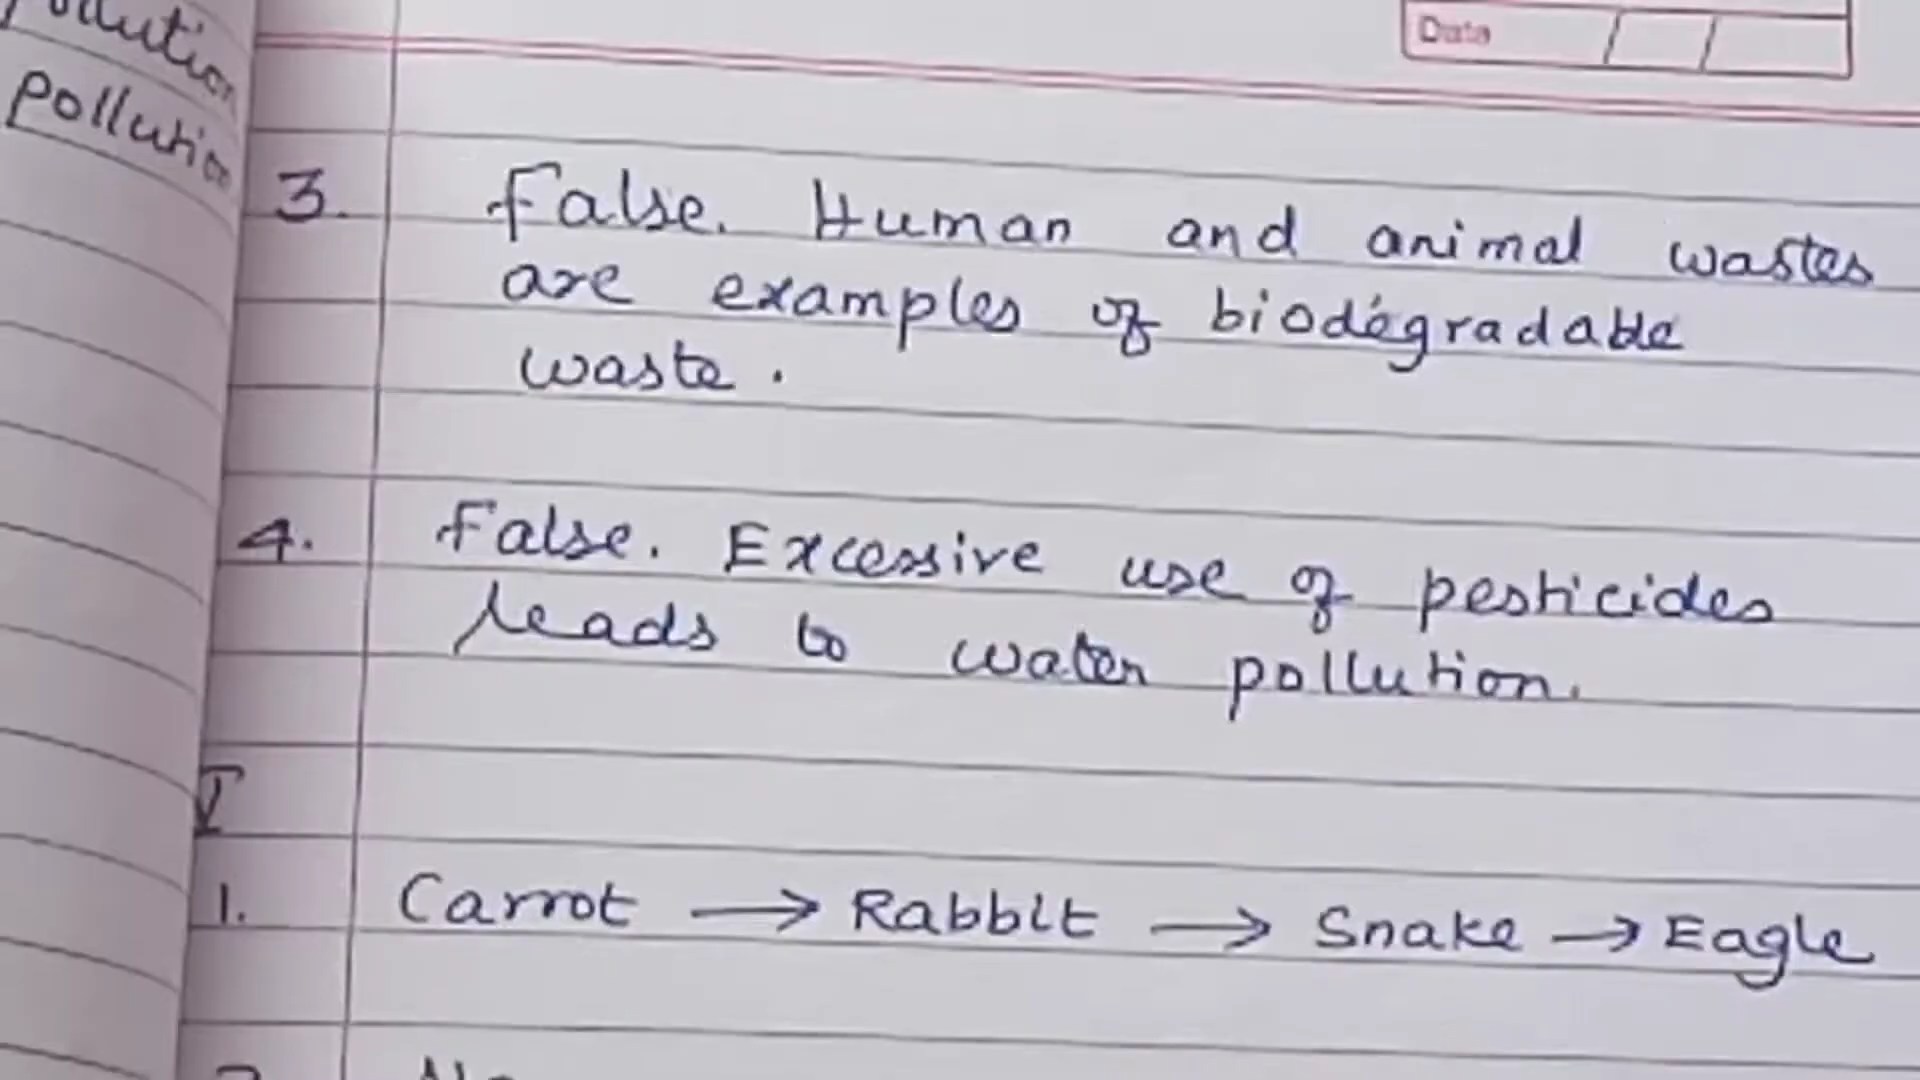 pollution
Date
3. False. Human and animal wastes
are examples of biodegradable
waste.
4. False. Excessive use of pesticides
leads to water pollution.
V
1. Carrot → Rabbit → Snake → Eagle